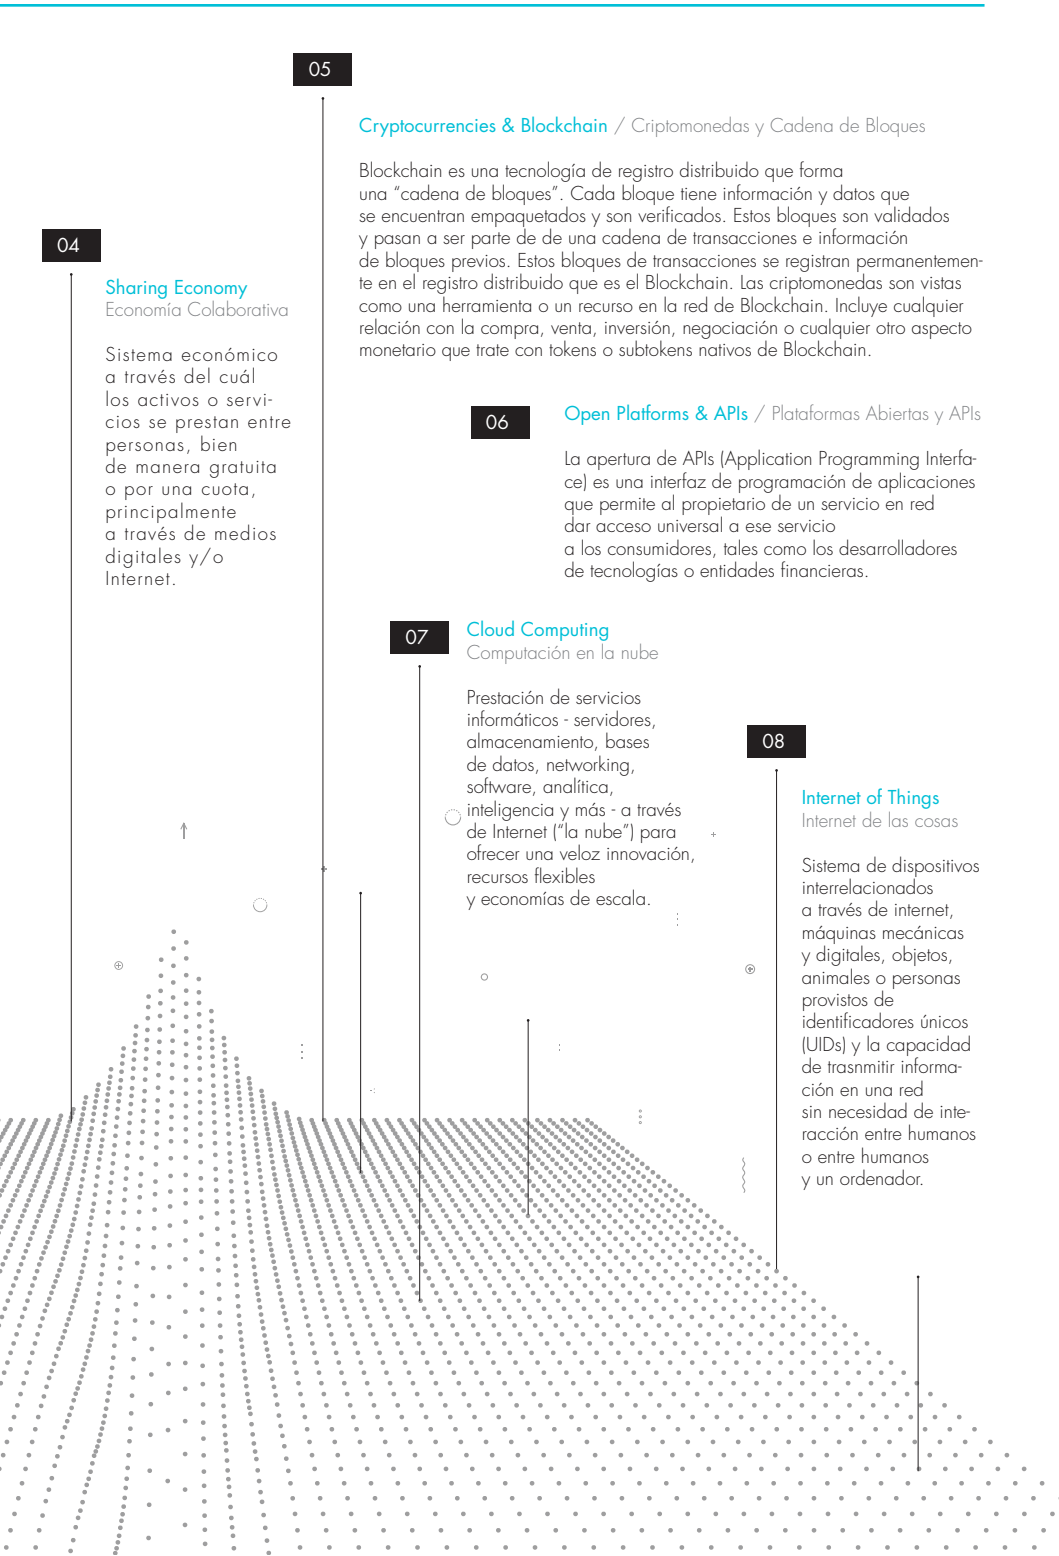 04
Sharing Economy
Economía Colaborativa
Sistema económico
a través del cuál
los activos o servi-
cios se prestan entre
personas, bien
de manera gratuita
o por una cuota,
principalmente
a través de medios
digitales y/o
Internet.
05
Cryptocurrencies & Blockchain / Criptomonedas y Cadena de Bloques
Blockchain es una tecnología de registro distribuido que forma
una “cadena de bloques”. Cada bloque tiene información y datos que
se encuentran empaquetados y son verificados. Estos bloques son validados
y pasan a ser parte de de una cadena de transacciones e información
de bloques previos. Estos bloques de transacciones se registran permanentemen-
te en el registro distribuido que es el Blockchain. Las criptomonedas son vistas
como una herramienta o un recurso en la red de Blockchain. Incluye cualquier
relación con la compra, venta, inversión, negociación o cualquier otro aspecto
monetario que trate con tokens o subtokens nativos de Blockchain.
06
Open Platforms & APIs / Plataformas Abiertas y APIs
La apertura de APIs (Application Programming Interfa-
ce) es una interfaz de programación de aplicaciones
que permite al propietario de un servicio en red
dar acceso universal a ese servicio
a los consumidores, tales como los desarrolladores
de tecnologías o entidades financieras.
07
Cloud Computing
Computación en la nube
Prestación de servicios
informáticos - servidores,
almacenamiento, bases
de datos, networking,
software, analítica,
inteligencia y más - a través
de Internet (“la nube”) para
ofrecer una veloz innovación,
recursos flexibles
y economías de escala.
08
Internet of Things
Internet de las cosas
Sistema de dispositivos
interrelacionados
a través de internet,
máquinas mecánicas
y digitales, objetos,
animales o personas
provistos de
identificadores únicos
(UIDs) y la capacidad
de trasnmitir informa-
ción en una red
sin necesidad de inte-
racción entre humanos
o entre humanos
y un ordenador.